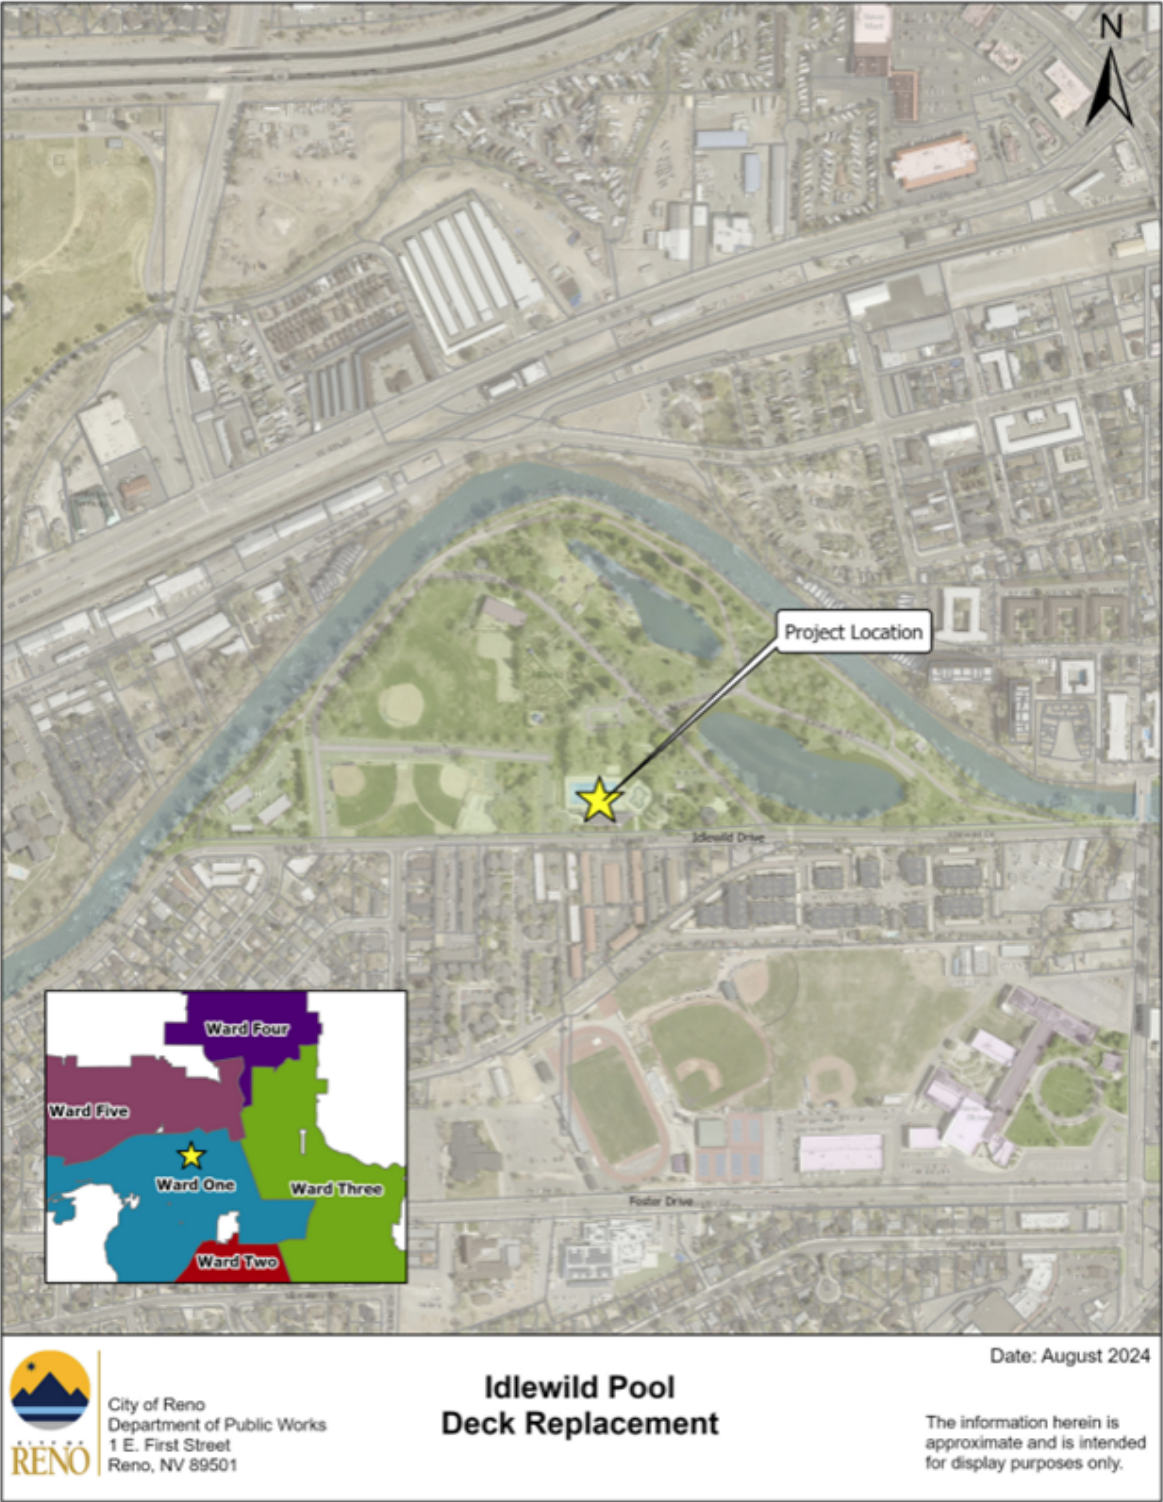 N
Project Location
Idlewild Drive
Foster Drive
Ward Four
Ward Five
Ward One
Ward Three
Ward Two
Date: August 2024
Idlewild Pool
Deck Replacement
City of Reno
Department of Public Works
1 E. First Street
Reno, NV 89501
CITY OF
RENO
The information herein is
approximate and is intended
for display purposes only.